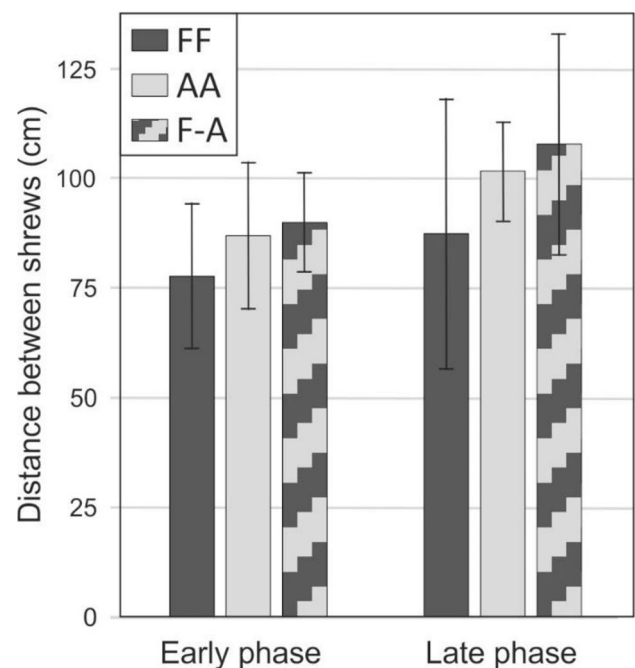 FF
AA
F-A
Distance between shrews (cm)
125
100
75
50
25
0
Early phase
Late phase